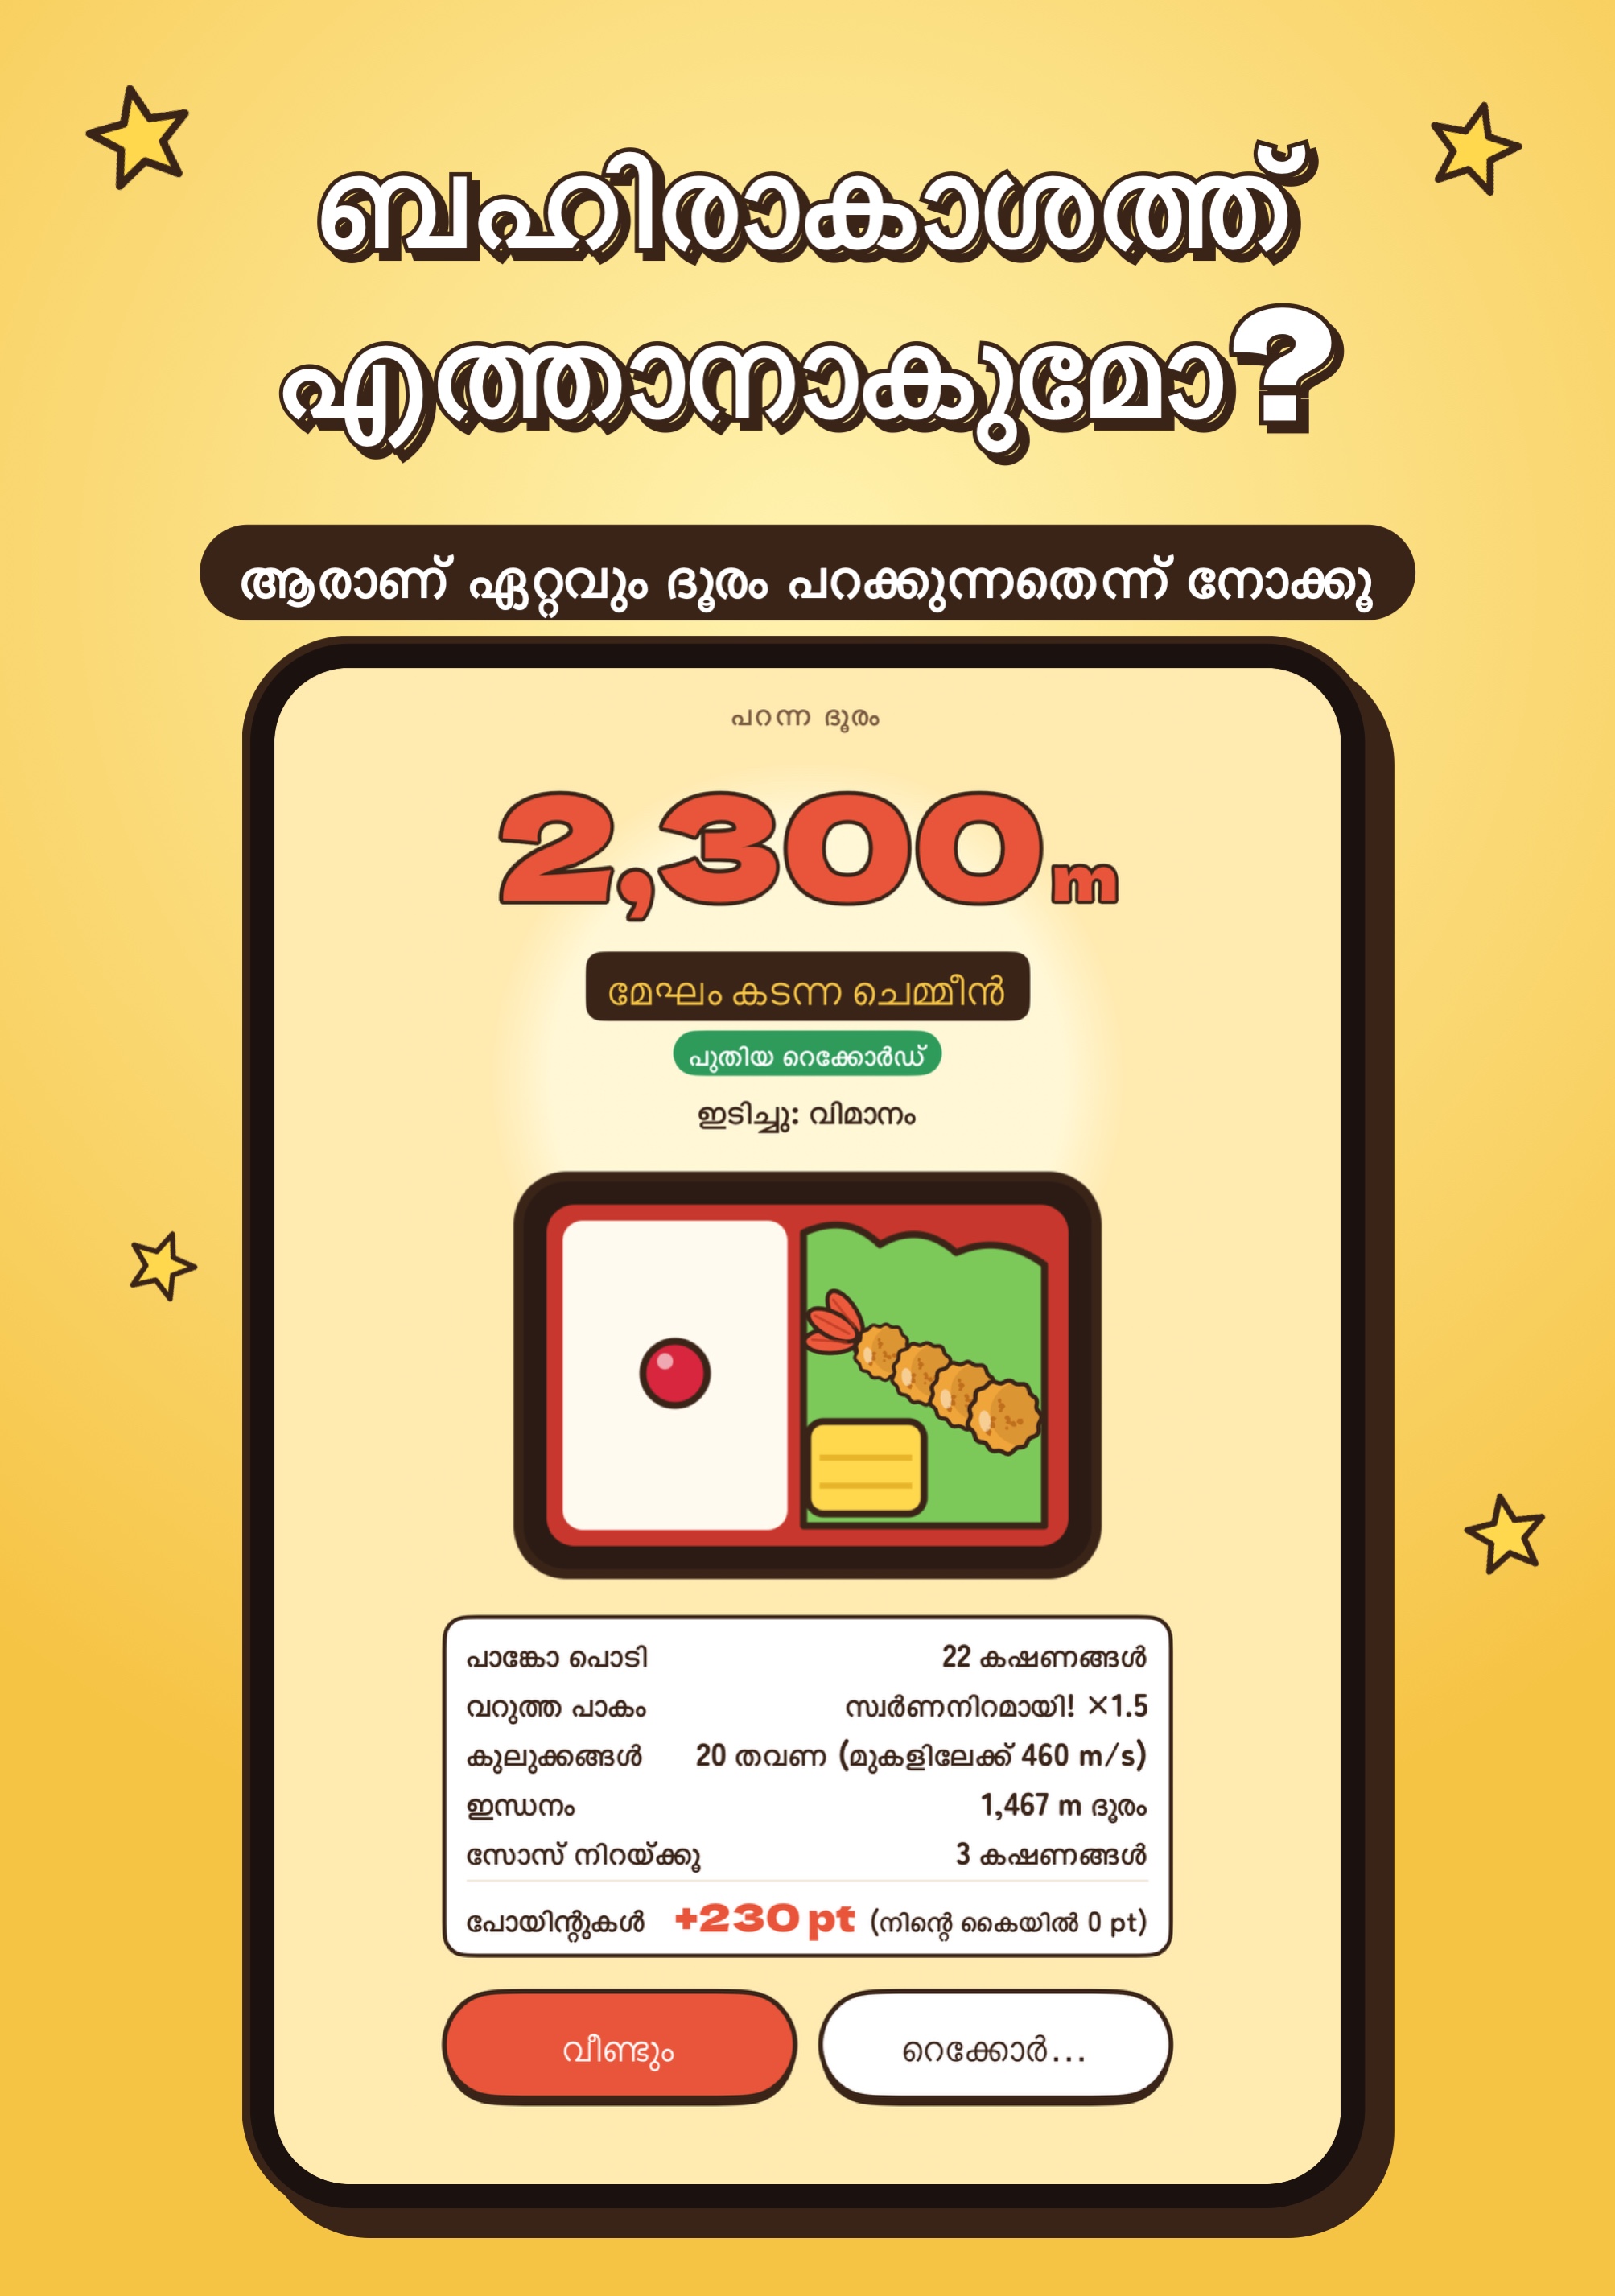 ബഹിരാകാശത്ത്
എത്താനാകുമോ?
ആരാണ് ഏറ്റവും ദൂരം പറക്കുന്നതെന്ന് നോക്കൂ
പറന്ന ദൂരം
2,300 m
മേഘം കടന്ന ചെമ്മീൻ
പുതിയ റെക്കോർഡ്
ഇടിച്ചു: വിമാനം
പാങ്കോ പൊടി 22 കഷണങ്ങൾ
വറുത്ത പാകം സ്വർണനിറമായി! ×1.5
കുലുക്കങ്ങൾ 20 തവണ (മുകളിലേക്ക് 460 m/s)
ഇന്ധനം 1,467 m ദൂരം
സോസ് നിറയ്ക്കൂ 3 കഷണങ്ങൾ
പോയിന്റുകൾ +230 pt (നിന്റെ കൈയിൽ 0 pt)
വീണ്ടും റെക്കോർ...